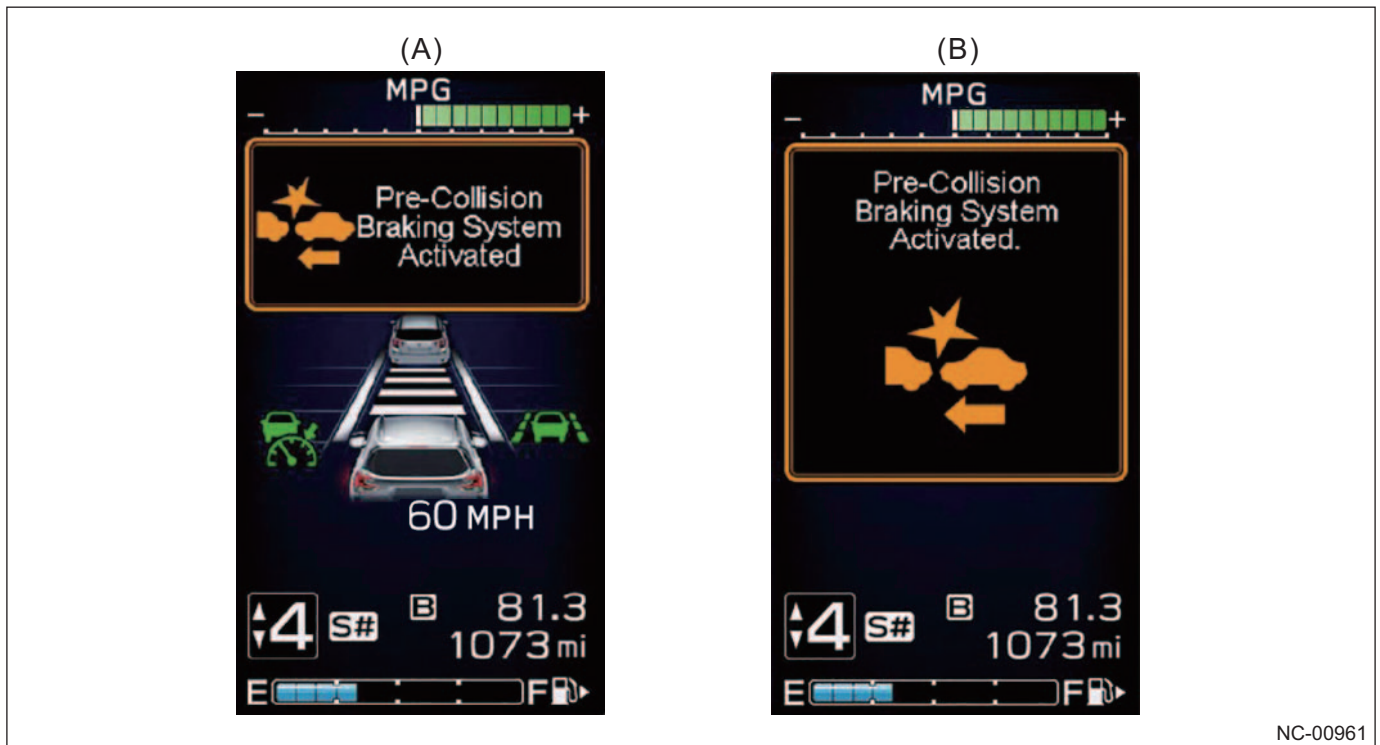 (A)
MPG
- +
Pre-Collision
Braking System
Activated
60 MPH
4 S# B 81.3
1073 mi
E F
(B)
MPG
- +
Pre-Collision
Braking System
Activated.
4 S# B 81.3
1073 mi
E F
NC-00961